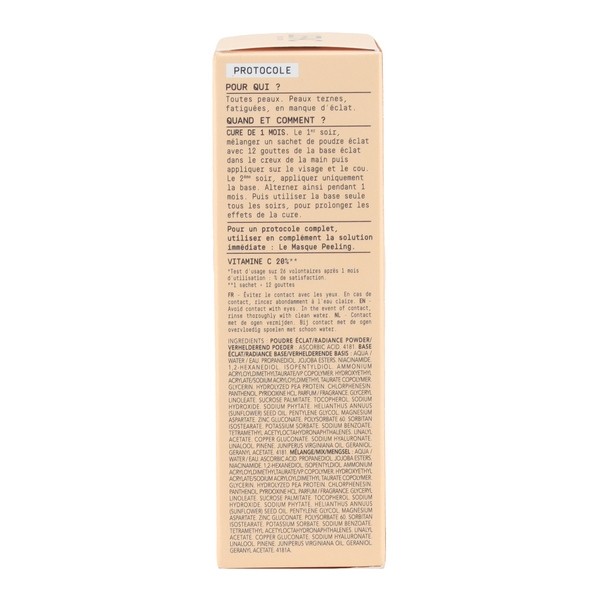 PROTOCOLE
POUR QUI ?
Toutes peaux. Peaux ternes,
fatiguées, en manque d'éclat.
QUAND ET COMMENT ?
CURE DE 1 MOIS. Le 1er soir,
mélanger un sachet de poudre éclat
avec 12 gouttes de la base éclat
dans le creux de la main puis
appliquer sur le visage et le cou.
Le 2ème soir, appliquer uniquement
la base. Alterner ainsi pendant 1
mois. Puis utiliser la base seule
tous les soirs, pour prolonger les
effets de la cure.
Pour un protocole complet,
utiliser en complément la solution
immédiate : Le Masque Peeling.
VITAMINE C 20%**
*Test d'usage sur 26 volontaires après 1 mois
d'utilisation - % de satisfaction.
**1 sachet + 12 gouttes
FR - Éviter le contact avec les yeux. En cas de
contact, rincer abondamment à l'eau claire. EN -
Avoid contact with eyes. In the event of contact,
rinse thoroughly with clean water. NL - Contact
met de ogen vermijden. Bij contact met de ogen
overvloedig spoelen met schoon water.
INGREDIENTS : POUDRE ÉCLAT/RADIANCE POWDER/
VERHELDEREND POEDER : ASCORBIC ACID. 4181. BASE
ÉCLAT/RADIANCE BASE/VERHELDERENDE BASIS : AQUA /
WATER / EAU, PROPANEDIOL, JOJOBA ESTERS, NIACINAMIDE,
1,2-HEXANEDIOL, ISOPENTYLDIOL, AMMONIUM
ACRYLOYLDIMETHYLTAURATE/VP COPOLYMER, HYDROXYETHYL
ACRYLATE/SODIUM ACRYLOYLDIMETHYL TAURATE COPOLYMER,
GLYCERIN, HYDROLYZED PEA PROTEIN, CHLORPHENESIN,
PANTHENOL, PYRIDOXINE HCL, PARFUM / FRAGRANCE, GLYCERYL
LINOLEATE, SUCROSE PALMITATE, TOCOPHEROL, SODIUM
HYDROXIDE, SODIUM PHYTATE, HELIANTHUS ANNUUS
(SUNFLOWER) SEED OIL, PENTYLENE GLYCOL, MAGNESIUM
ASPARTATE, ZINC GLUCONATE, POLYSORBATE 60, SORBITAN
ISOSTEARATE, POTASSIUM SORBATE, SODIUM BENZOATE,
TETRAMETHYL ACETYLOCTAHYDRONAPHTHALENES, LINALYL
ACETATE, COPPER GLUCONATE, SODIUM HYALURONATE,
LINALOOL, PINENE, JUNIPERUS VIRGINIANA OIL, GERANIOL,
GERANYL ACETATE. 4181. MÉLANGE/MIX/MENGSEL : AQUA /
WATER / EAU, ASCORBIC ACID, PROPANEDIOL, JOJOBA ESTERS,
NIACINAMIDE, 1,2-HEXANEDIOL, ISOPENTYLDIOL, AMMONIUM
ACRYLOYLDIMETHYLTAURATE/VP COPOLYMER, HYDROXYETHYL
ACRYLATE/SODIUM ACRYLOYLDIMETHYL TAURATE COPOLYMER,
GLYCERIN, HYDROLYZED PEA PROTEIN, CHLORPHENESIN,
PANTHENOL, PYRIDOXINE HCL, PARFUM / FRAGRANCE, GLYCERYL
LINOLEATE, SUCROSE PALMITATE, TOCOPHEROL, SODIUM
HYDROXIDE, SODIUM PHYTATE, HELIANTHUS ANNUUS
(SUNFLOWER) SEED OIL, PENTYLENE GLYCOL, MAGNESIUM
ASPARTATE, ZINC GLUCONATE, POLYSORBATE 60, SORBITAN
ISOSTEARATE, POTASSIUM SORBATE, SODIUM BENZOATE,
TETRAMETHYL ACETYLOCTAHYDRONAPHTHALENES, LINALYL
ACETATE, COPPER GLUCONATE, SODIUM HYALURONATE,
LINALOOL, PINENE, JUNIPERUS VIRGINIANA OIL, GERANIOL,
GERANYL ACETATE. 4181A.